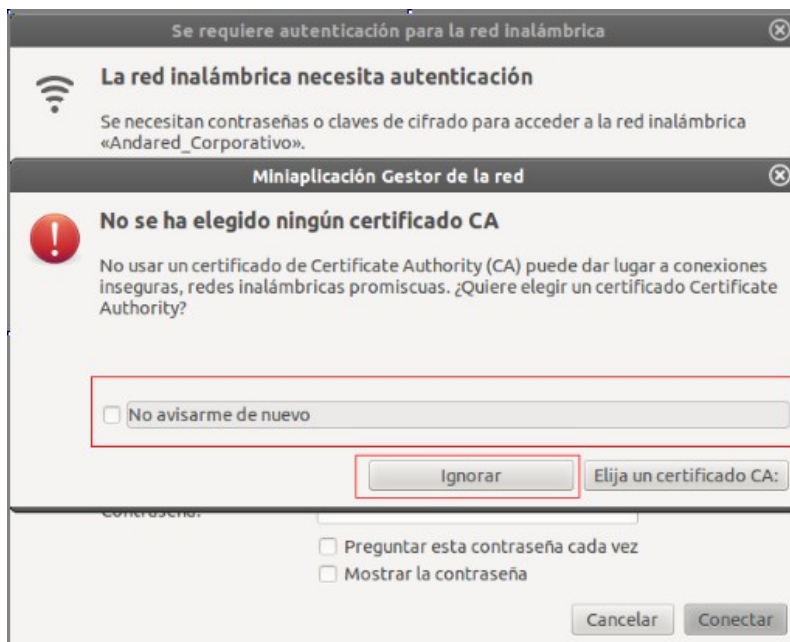 Se requiere autenticación para la red inalámbrica
La red inalámbrica necesita autenticación
Se necesitan contraseñas o claves de cifrado para acceder a la red inalámbrica
«Andared_Corporativo».
Miniaplicación Gestor de la red
No se ha elegido ningún certificado CA
No usar un certificado de Certificate Authority (CA) puede dar lugar a conexiones
inseguras, redes inalámbricas promiscuas. ¿Quiere elegir un certificado Certificate
Authority?
No avisarme de nuevo
Ignorar
Elija un certificado CA:
Contraseña:
Preguntar esta contraseña cada vez
Mostrar la contraseña
Cancelar
Conectar